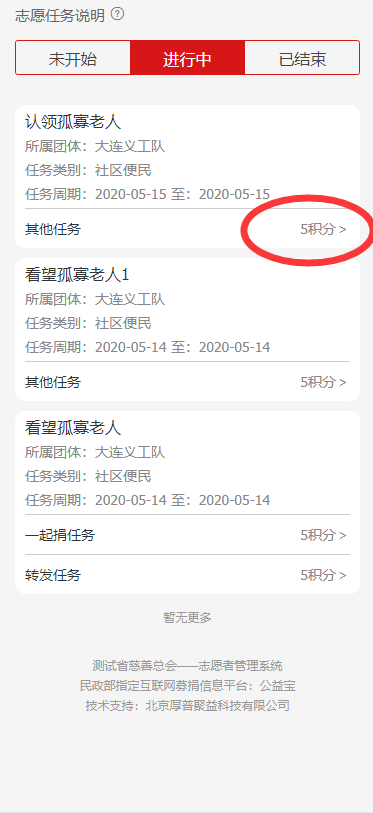 志愿任务说明 ?
未开始 进行中 已结束
认领孤寡老人
所属团体：大连义工队
任务类别：社区便民
任务周期：2020-05-15 至：2020-05-15
其他任务 5积分 >
看望孤寡老人1
所属团体：大连义工队
任务类别：社区便民
任务周期：2020-05-14 至：2020-05-14
其他任务 5积分 >
看望孤寡老人
所属团体：大连义工队
任务类别：社区便民
任务周期：2020-05-14 至：2020-05-14
一起捐任务 5积分 >
转发任务 5积分 >
暂无更多
测试省慈善总会——志愿者管理系统
民政部指定互联网募捐信息平台：公益宝
技术支持：北京厚普聚益科技有限公司